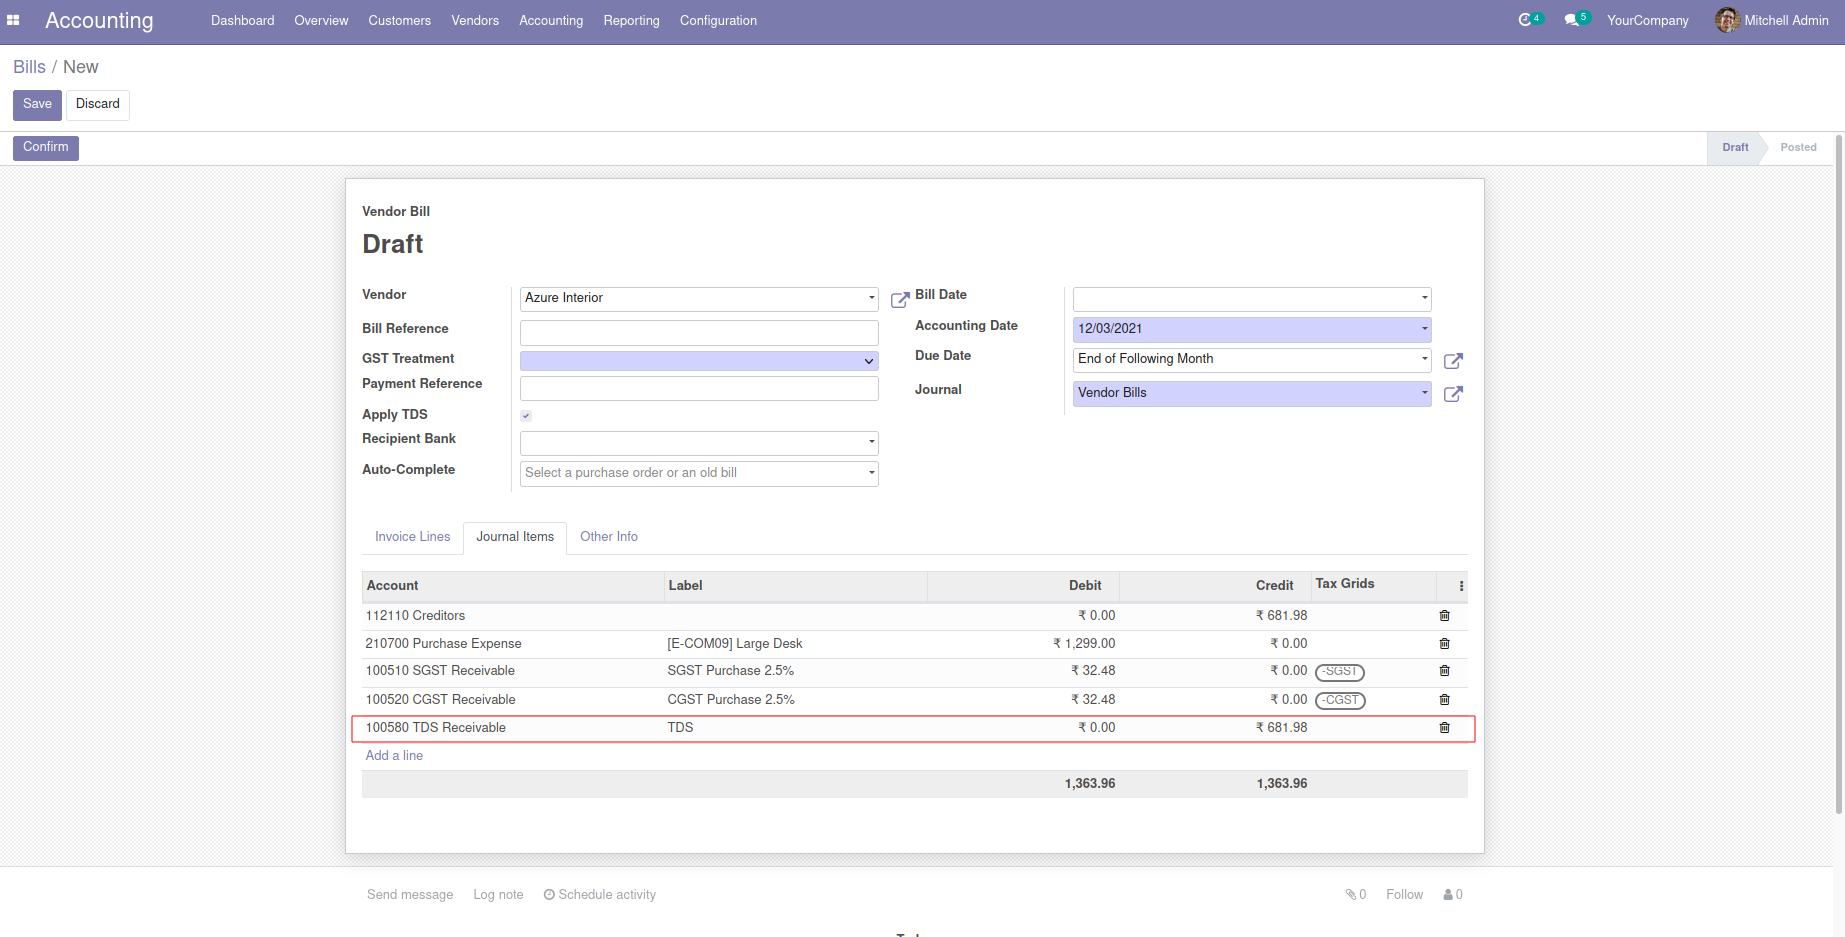 Accounting Dashboard Overview Customers Vendors Accounting Reporting Configuration 4 5 YourCompany Mitchell Admin
Bills / New
Save Discard
Confirm Draft Posted
Vendor Bill
Draft
Vendor Azure Interior Bill Date
Bill Reference Accounting Date 12/03/2021
GST Treatment Due Date End of Following Month
Payment Reference Journal Vendor Bills
Apply TDS
Recipient Bank
Auto-Complete Select a purchase order or an old bill
Invoice Lines Journal Items Other Info
Account Label Debit Credit Tax Grids
112110 Creditors ₹ 0.00 ₹ 681.98
210700 Purchase Expense [E-COM09] Large Desk ₹ 1,299.00 ₹ 0.00
100510 SGST Receivable SGST Purchase 2.5% ₹ 32.48 ₹ 0.00 -SGST
100520 CGST Receivable CGST Purchase 2.5% ₹ 32.48 ₹ 0.00 -CGST
100580 TDS Receivable TDS ₹ 0.00 ₹ 681.98
Add a line
1,363.96 1,363.96
Send message Log note Schedule activity 0 Follow 0